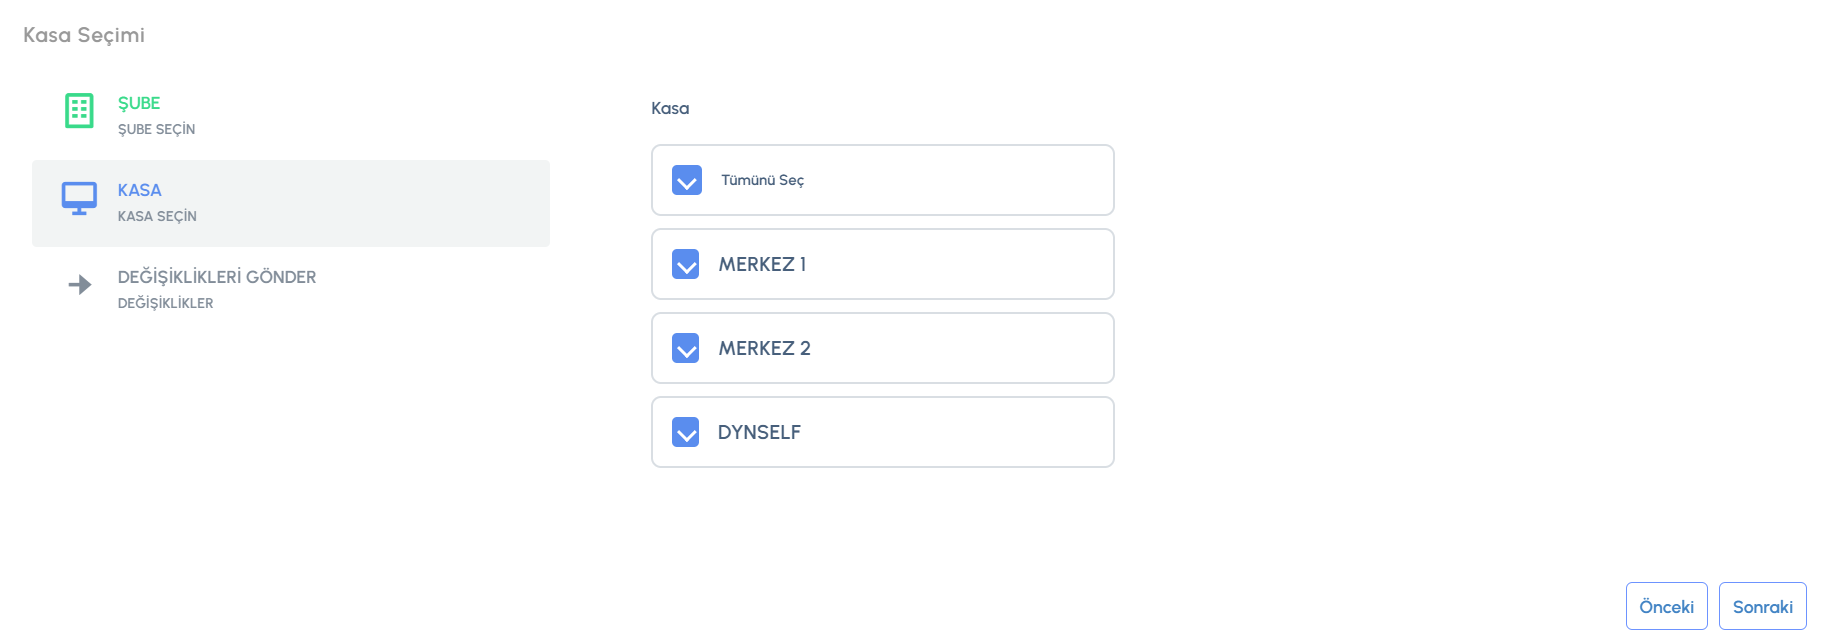 Kasa Seçimi
ŞUBE
ŞUBE SEÇİN
KASA
KASA SEÇİN
DEĞİŞİKLİKLERİ GÖNDER
DEĞİŞİKLİKLER
Kasa
Tümünü Seç
MERKEZ 1
MERKEZ 2
DYNSELF
Önceki
Sonraki